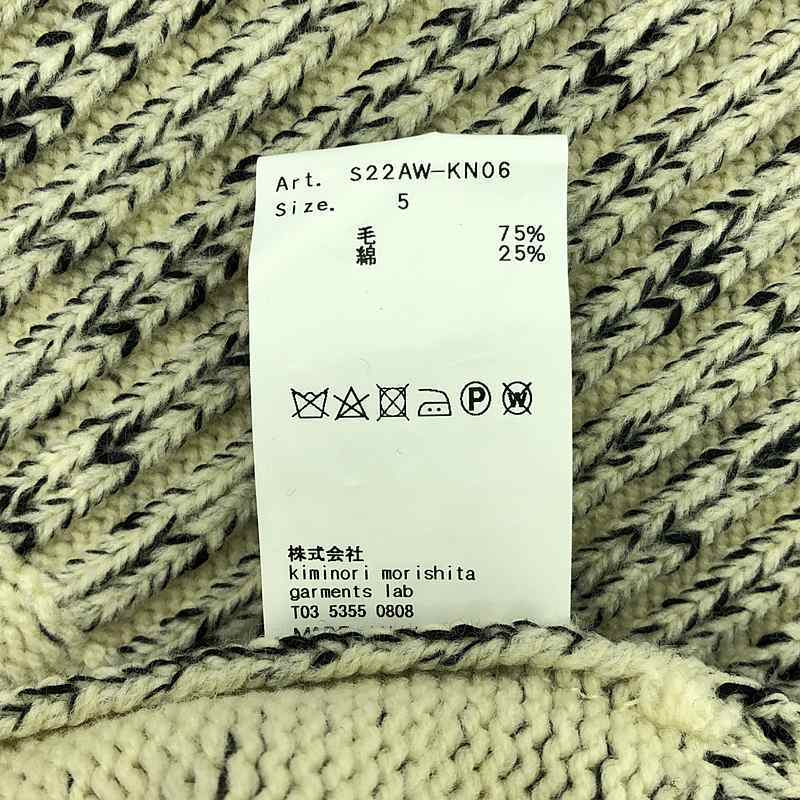 Art. S22AW-KN06
Size. 5
毛 75%
綿 25%
P W
株式会社
kiminori morishita
garments lab
T03 5355 0808